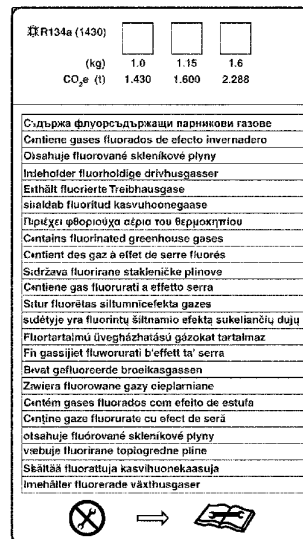 R134a (1430)
(kg) 1.0 1.15 1.6
CO₂e (t) 1.430 1.600 2.288
Съдържа флуорсъдържащи парникови газове
Contiene gases fluorados de efecto invernadero
Obsahuje fluorované skleníkové plyny
Indeholder fluorholdige drivhusgasser
Enthält fluorierte Treibhausgase
sisaldab fluoritud kasvuhoonegaase
Περιέχει φθοριούχα αέρια του θερμοκηπίου
Contains fluorinated greenhouse gases
Contient des gaz à effet de serre fluorés
Sadržava fluorirane stakleničke plinove
Contiene gas fluorurati a effetto serra
Satur fluorētas siltumnīcefekta gāzes
sudėtyje yra fluorintų šiltnamio efektą sukeliančių dujų
Fluortartalmú üvegházhatású gázokat tartalmaz
Fih gassijiet fluworurati b'effett ta' serra
Bevat gefluoreerde broeikasgassen
Zawiera fluorowane gazy cieplarniane
Contém gases fluorados com efeito de estufa
Conţine gaze fluorurate cu efect de seră
obsahuje fluórované skleníkové plyny
vsebuje fluorirane toplogredne pline
Sisältää fluorattuja kasvihuonekaasuja
Innehåller fluorerade växthusgaser